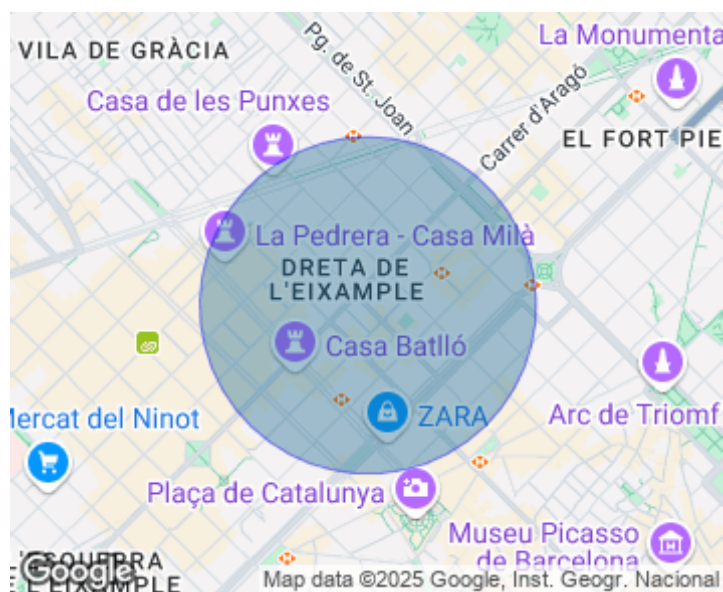 VILA DE GRÀCIA
La Monumenta
Pg. de St. Joan
Casa de les Punxes
Carrer d'Aragó
EL FORT PIE
La Pedrera - Casa Milà
DRETA DE
L'EIXAMPLE
Casa Batlló
Mercat del Ninot
ZARA
Arc de Triomf
Plaça de Catalunya
Museu Picasso
de Barcelona
L'EIXAMPLE
Google
Map data ©2025 Google, Inst. Geogr. Nacional